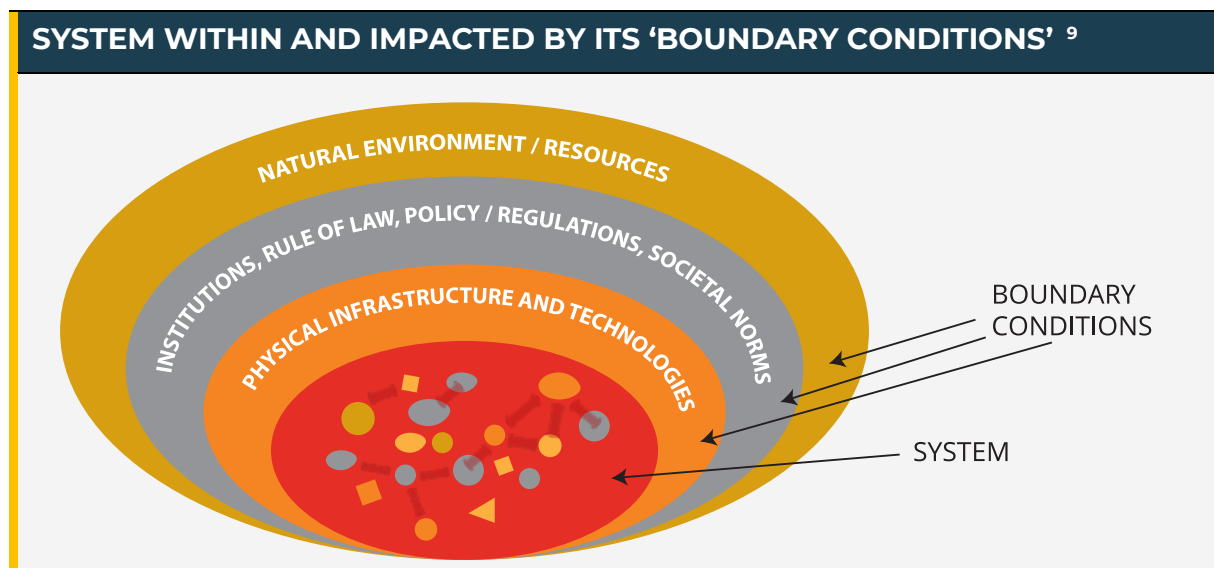 SYSTEM WITHIN AND IMPACTED BY ITS ‘BOUNDARY CONDITIONS’ 9
NATURAL ENVIRONMENT / RESOURCES
INSTITUTIONS, RULE OF LAW, POLICY / REGULATIONS, SOCIETAL NORMS
PHYSICAL INFRASTRUCTURE AND TECHNOLOGIES
BOUNDARY
CONDITIONS
SYSTEM